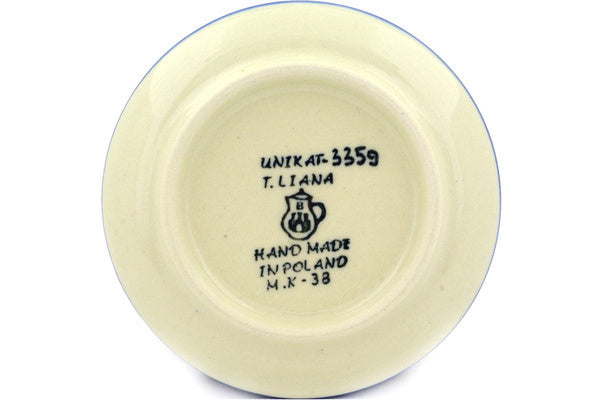 UNIKAT-3359
T. LIANA
B
HAND MADE
IN POLAND
M.K-38